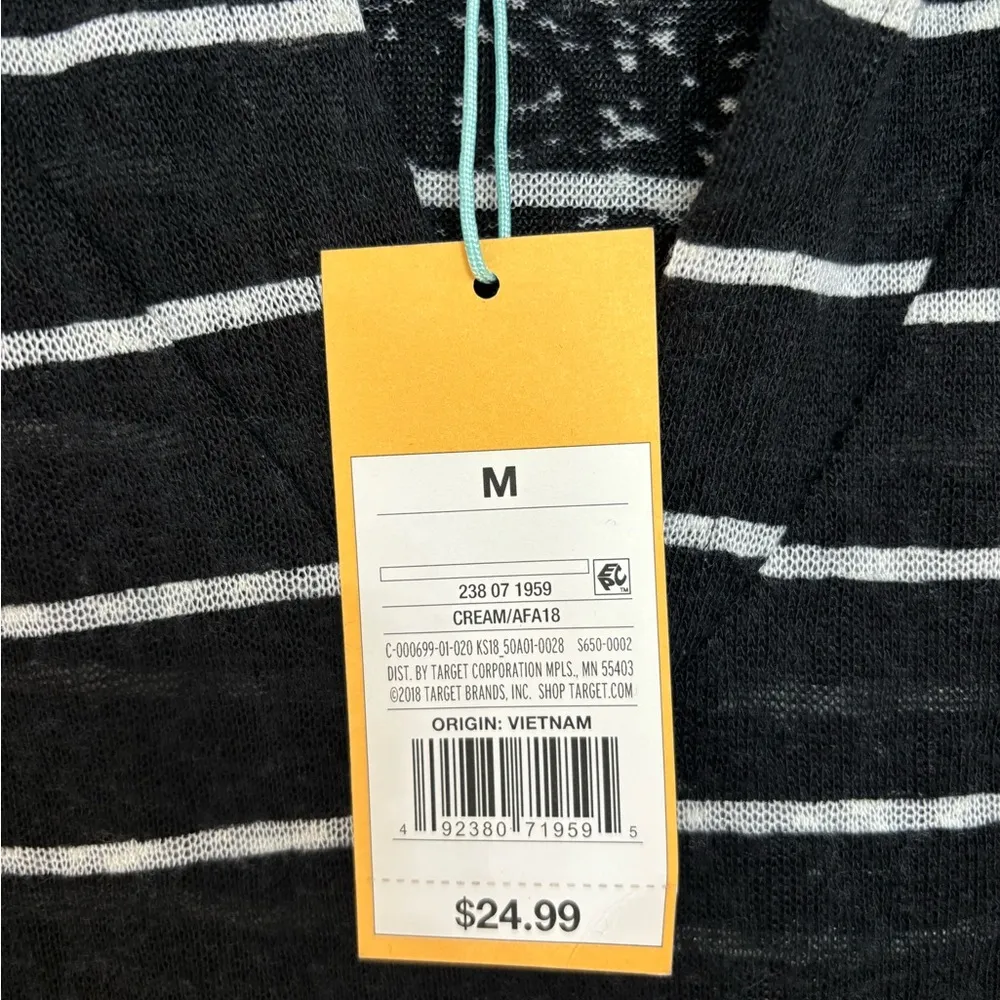 M
EPC™
238 07 1959
CREAM/AFA18
C-000699-01-020 KS18_50A01-0028 S650-0002
DIST. BY TARGET CORPORATION MPLS., MN 55403
©2018 TARGET BRANDS, INC. SHOP TARGET.COM
ORIGIN: VIETNAM
4 92380 71959 5
$24.99